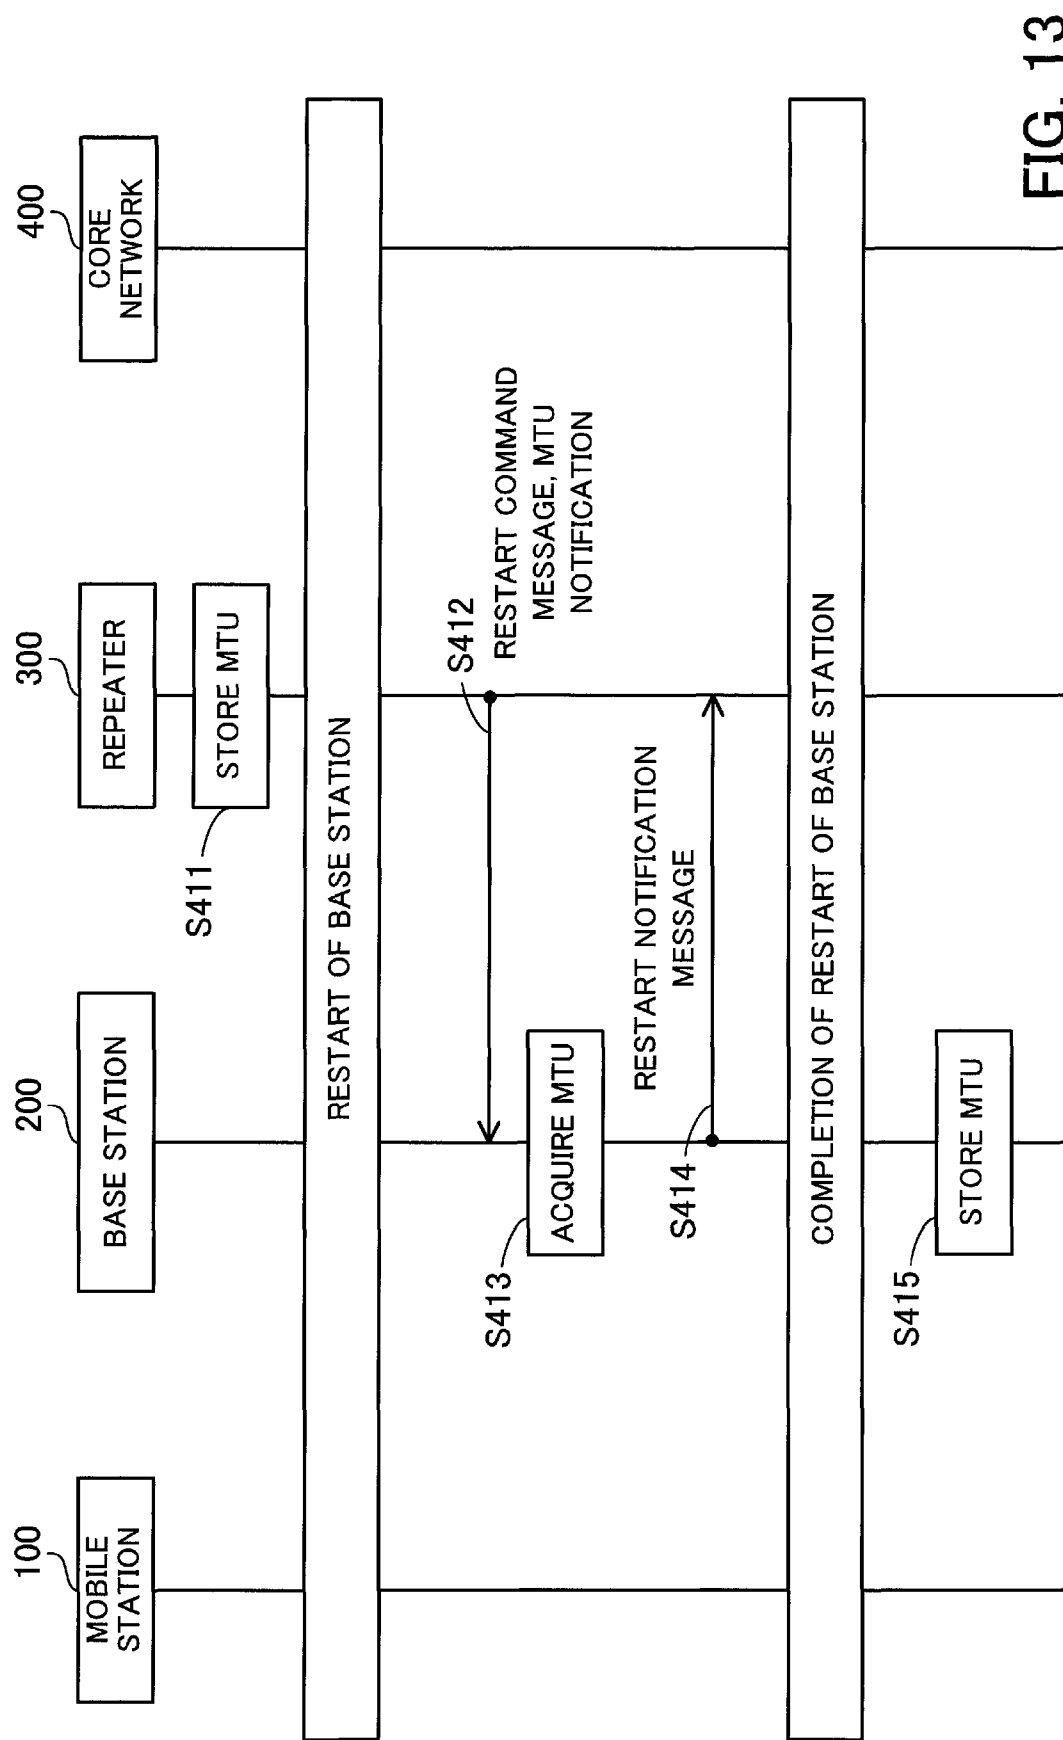 100
MOBILE
STATION
200
BASE STATION
300
REPEATER
400
CORE
NETWORK
S411
STORE MTU
RESTART OF BASE STATION
S412
RESTART COMMAND
MESSAGE, MTU
NOTIFICATION
S413
ACQUIRE MTU
RESTART NOTIFICATION
MESSAGE
S414
COMPLETION OF RESTART OF BASE STATION
S415
STORE MTU
FIG. 13